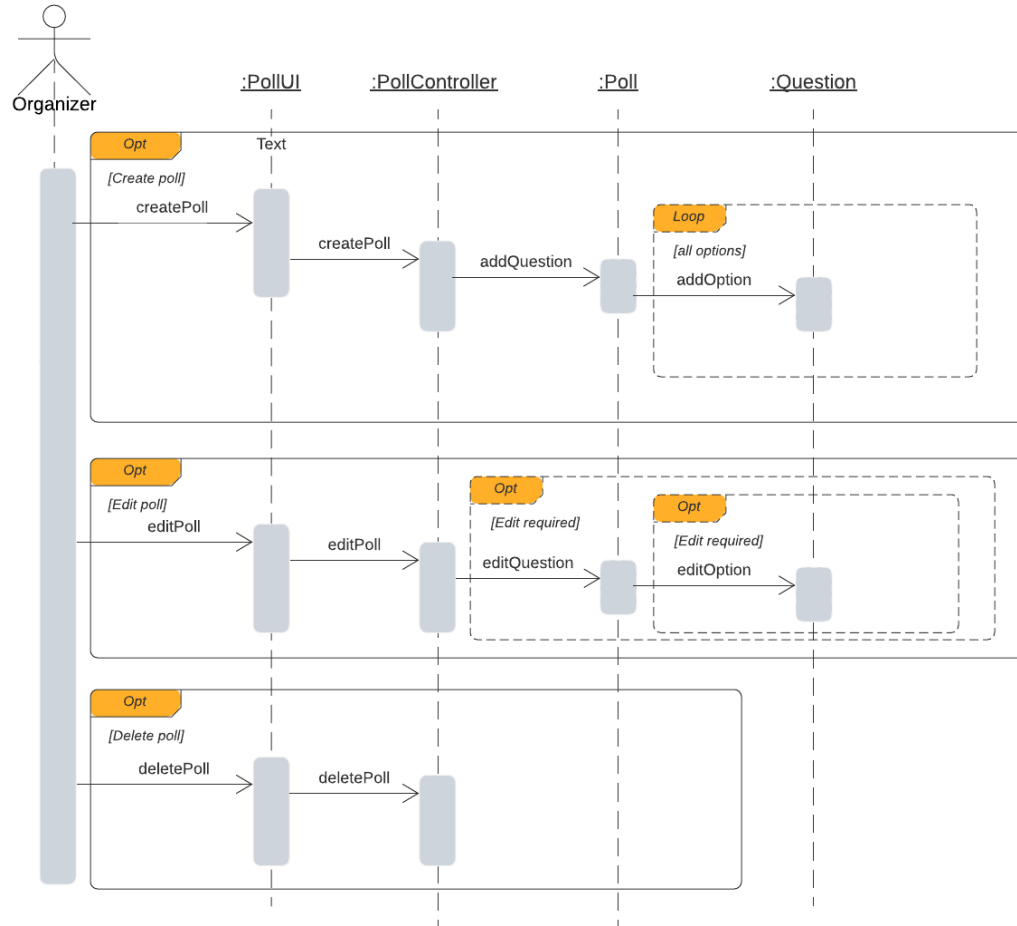 :PollUI
:PollController
:Poll
:Question
Organizer
Opt
Text
[Create poll]
createPoll
createPoll
addQuestion
Loop
[all options]
addOption
Opt
[Edit poll]
editPoll
editPoll
Opt
[Edit required]
editQuestion
Opt
[Edit required]
editOption
Opt
[Delete poll]
deletePoll
deletePoll